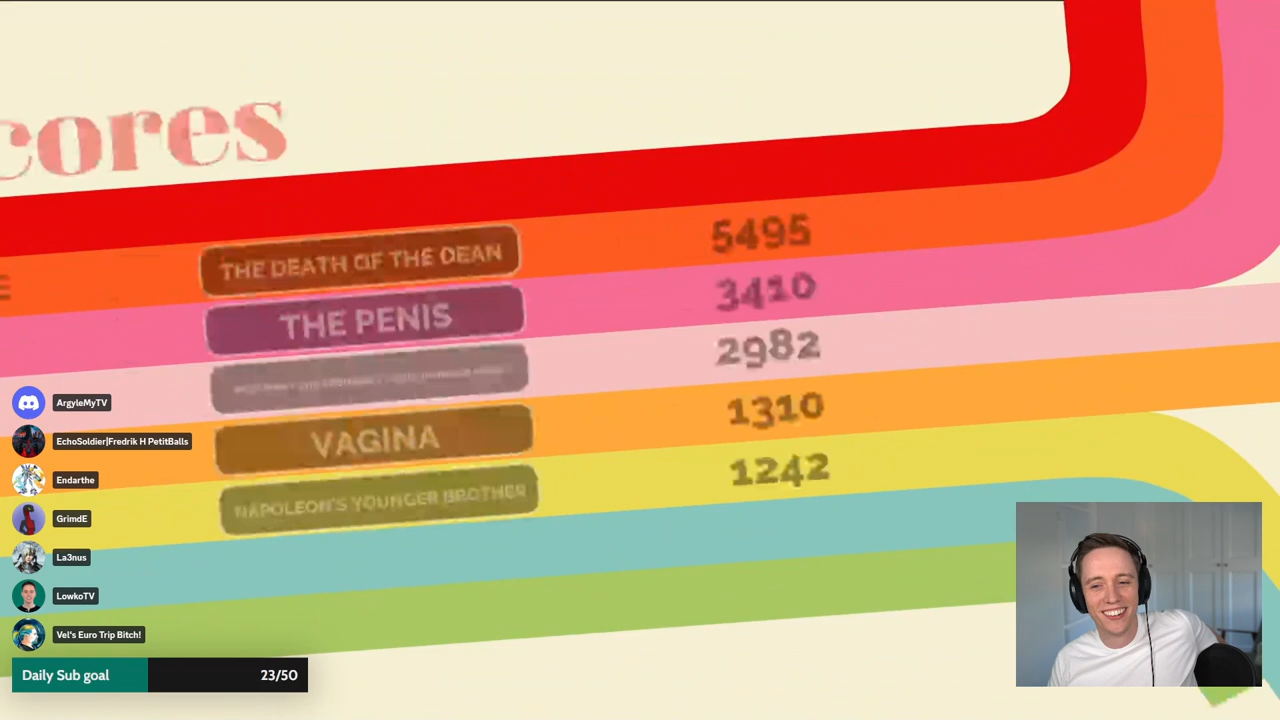 cores
THE DEATH OF THE DEAN 5495
THE PENIS 3410
2982
VAGINA 1310
NAPOLEON'S YOUNGER BROTHER 1242
ArgyleMyTV
EchoSoldier|Fredrik H PetitBalls
Endarthe
GrimdE
La3nus
LowkoTV
Vel's Euro Trip Bitch!
Daily Sub goal 23/50